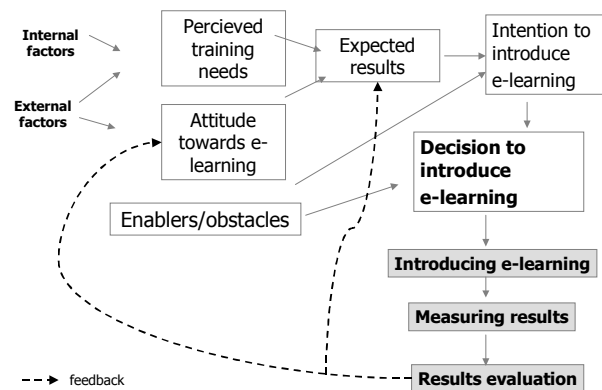 Internal
factors
External
factors
Percieved
training
needs
Attitude
towards e-
learning
Enablers/obstacles
Expected
results
Intention to
introduce
e-learning
Decision to
introduce
e-learning
Introducing e-learning
Measuring results
Results evaluation
feedback